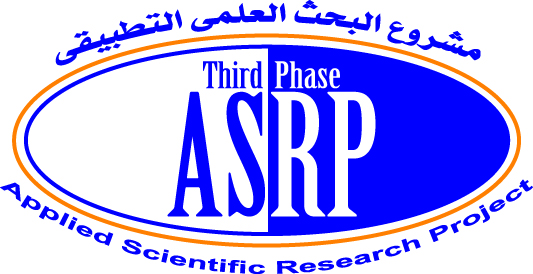 مشروع البحث العلمى التطبيقى
Third Phase
ASRP
Applied Scientific Research Project